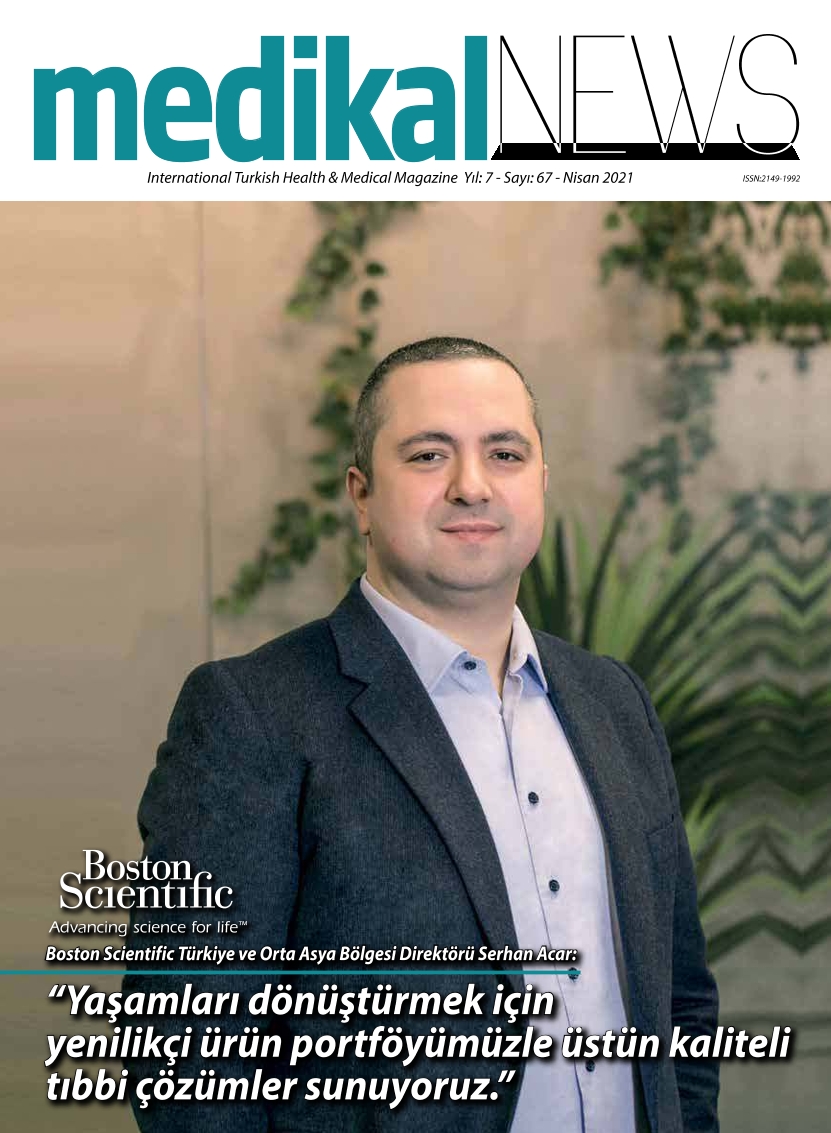 medikalNEWS
International Turkish Health & Medical Magazine Yıl: 7 - Sayı: 67 - Nisan 2021
ISSN:2149-1992
Boston
Scientific
Advancing science for life™
Boston Scientific Türkiye ve Orta Asya Bölgesi Direktörü Serhan Acar:
“Yaşamları dönüştürmek için
yenilikçi ürün portföyümüzle üstün kaliteli
tıbbi çözümler sunuyoruz.”